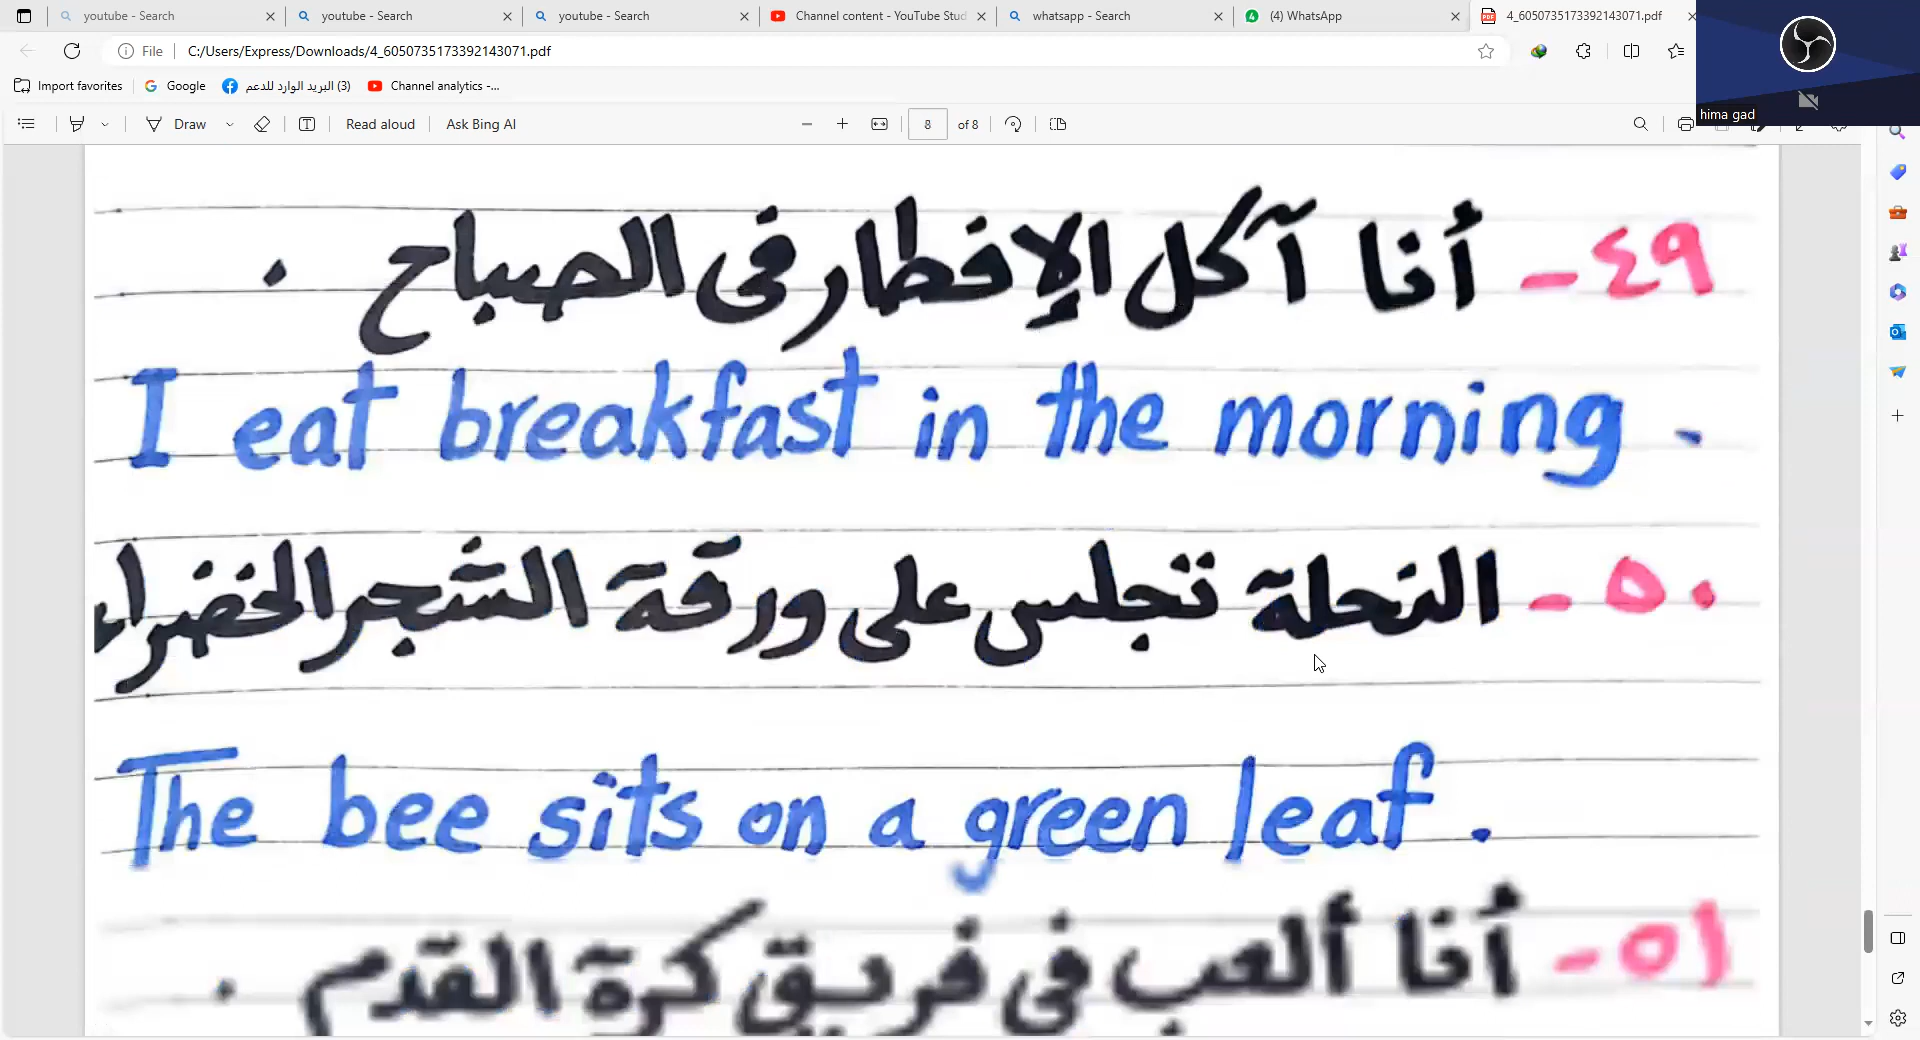 youtube - Search
youtube - Search
youtube - Search
Channel content - YouTube Stud
whatsapp - Search
(4) WhatsApp
4_6050735173392143071.pdf
File
C:/Users/Express/Downloads/4_6050735173392143071.pdf
hima gad
Import favorites
Google
البريد الوارد للدعم (3)
Channel analytics -...
Draw
Read aloud
Ask Bing AI
8
of 8
٤٩- أنا آكل الإفطار فى الصباح .
I eat breakfast in the morning .
٥٠- النحلة تجلس على ورقة الشجر الخضراء
The bee sits on a green leaf .
٥١- أنا ألعب في فريق كرة القدم .